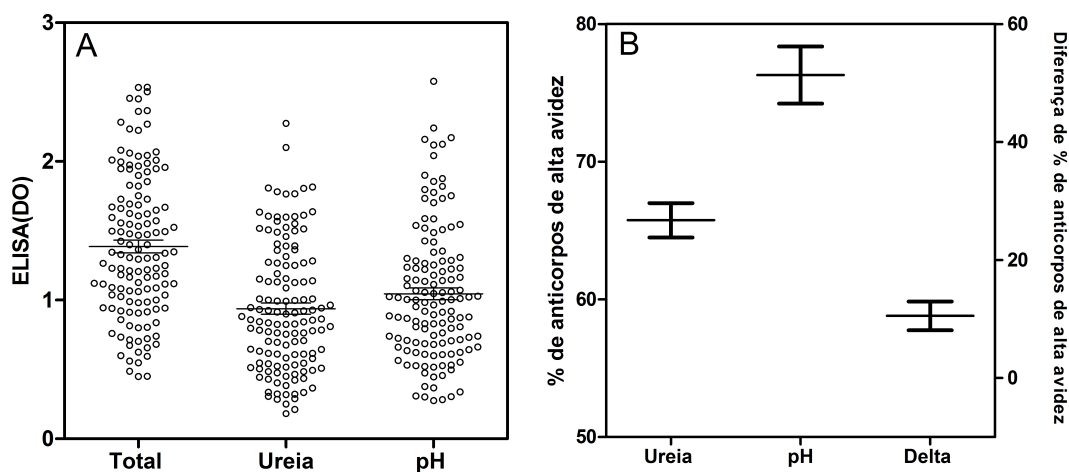 A
3
2
1
0
ELISA(DO)
Total
Ureia
pH
B
80
70
60
50
% de anticorpos de alta avidez
60
40
20
0
Diferença de % de anticorpos de alta avidez
Ureia
pH
Delta